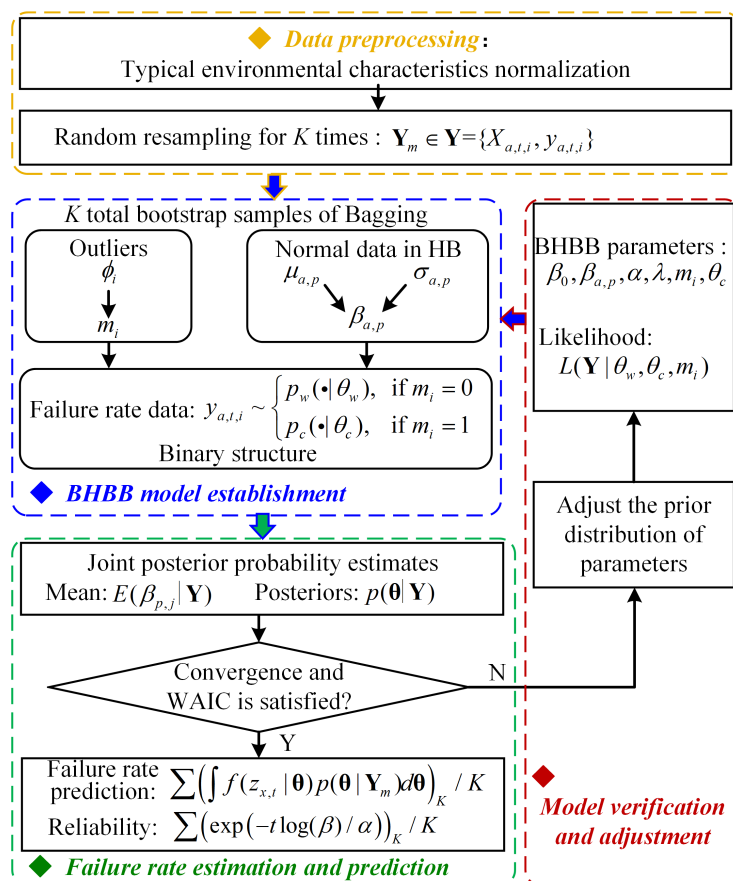 Data preprocessing:
Typical environmental characteristics normalization
Random resampling for K times : Yₘ ∈ Y={X_{a,t,i}, y_{a,t,i}}
K total bootstrap samples of Bagging
Outliers
ϕ_i
m_i
Normal data in HB
μ_{a,p} σ_{a,p}
β_{a,p}
Failure rate data: y_{a,t,i} ~ { p_w(•|θ_w), if m_i = 0
p_c(•|θ_c), if m_i = 1
Binary structure
BHBB model establishment
BHBB parameters :
β_0, β_{a,p}, α, λ, m_i, θ_c
Likelihood:
L(Y | θ_w, θ_c, m_i)
Adjust the prior
distribution of
parameters
Joint posterior probability estimates
Mean: E(β_{p,j} | Y) Posteriors: p(θ | Y)
Convergence and
WAIC is satisfied?
N
Y
Failure rate
prediction: ∑(∫ f(z_{x,t} | θ) p(θ | Y_m) dθ)_K / K
Reliability: ∑(exp(−t log(β) / α))_K / K
Failure rate estimation and prediction
Model verification
and adjustment